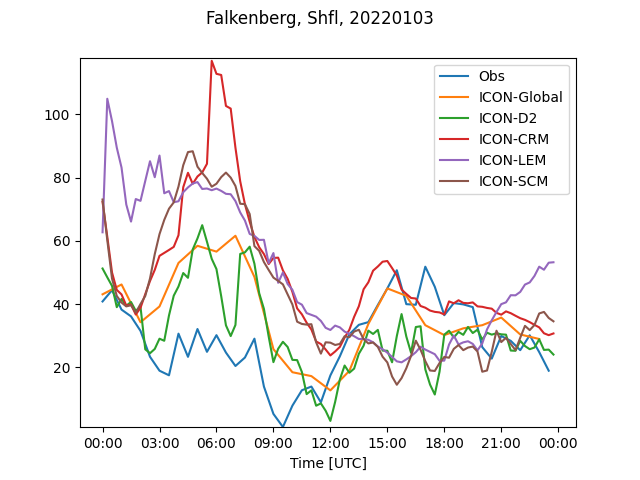 Falkenberg, Shfl, 20220103
Obs
ICON-Global
ICON-D2
ICON-CRM
ICON-LEM
ICON-SCM
100
80
60
40
20
00:00 03:00 06:00 09:00 12:00 15:00 18:00 21:00 00:00
Time [UTC]